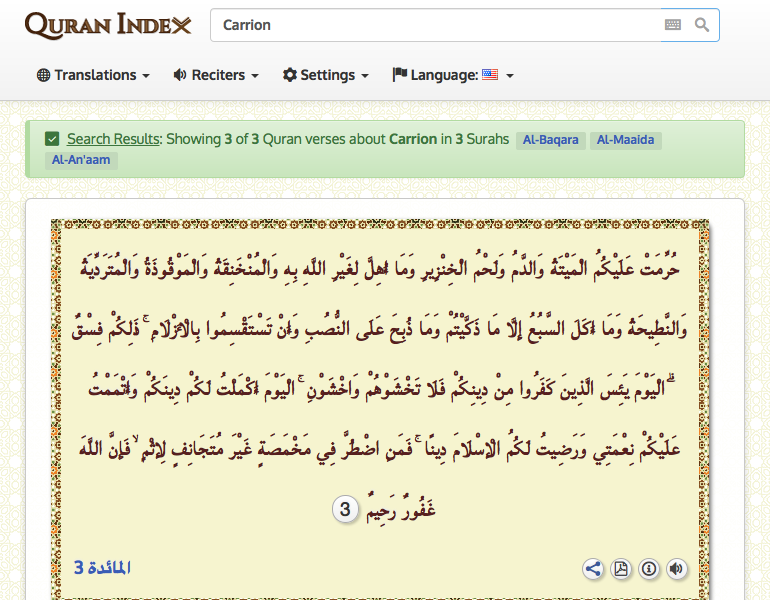 QURAN INDEX
Carrion
Translations Reciters Settings Language:
Search Results: Showing 3 of 3 Quran verses about Carrion in 3 Surahs Al-Baqara Al-Maaida
Al-An'aam
حُرِّمَتْ عَلَيْكُمُ الْمَيْتَةُ وَالدَّمُ وَلَحْمُ الْخِنْزِيرِ وَمَا أُهِلَّ لِغَيْرِ اللَّهِ بِهِ وَالْمُنْخَنِقَةُ وَالْمَوْقُوذَةُ وَالْمُتَرَدِّيَةُ
وَالنَّطِيحَةُ وَمَا أَكَلَ السَّبُعُ إِلَّا مَا ذَكَّيْتُمْ وَمَا ذُبِحَ عَلَى النُّصُبِ وَأَنْ تَسْتَقْسِمُوا بِالْأَزْلَامِ ۚ ذَٰلِكُمْ فِسْقٌ
ۗ الْيَوْمَ يَئِسَ الَّذِينَ كَفَرُوا مِنْ دِينِكُمْ فَلَا تَخْشَوْهُمْ وَاخْشَوْنِ ۚ الْيَوْمَ أَكْمَلْتُ لَكُمْ دِينَكُمْ وَأَتْمَمْتُ
عَلَيْكُمْ نِعْمَتِي وَرَضِيتُ لَكُمُ الْإِسْلَامَ دِينًا ۚ فَمَنِ اضْطُرَّ فِي مَخْمَصَةٍ غَيْرَ مُتَجَانِفٍ لِإِثْمٍ ۙ فَإِنَّ اللَّهَ
غَفُورٌ رَحِيمٌ 3
المائدة 3